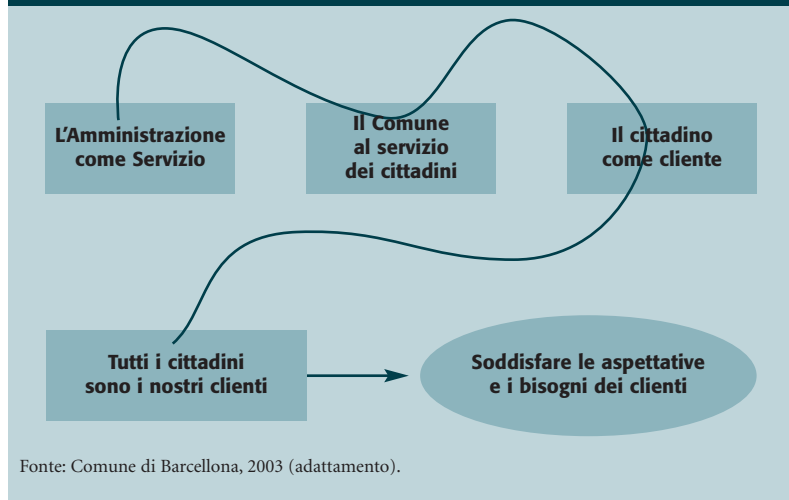 L'Amministrazione
come Servizio
Il Comune
al servizio
dei cittadini
Il cittadino
come cliente
Tutti i cittadini
sono i nostri clienti
Soddisfare le aspettative
e i bisogni dei clienti
Fonte: Comune di Barcellona, 2003 (adattamento).